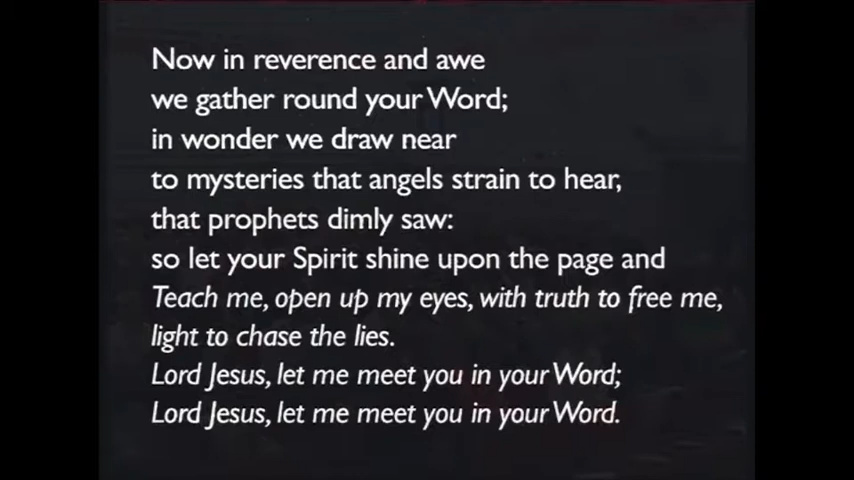 Now in reverence and awe
we gather round your Word;
in wonder we draw near
to mysteries that angels strain to hear,
that prophets dimly saw:
so let your Spirit shine upon the page and
Teach me, open up my eyes, with truth to free me,
light to chase the lies.
Lord Jesus, let me meet you in your Word;
Lord Jesus, let me meet you in your Word.